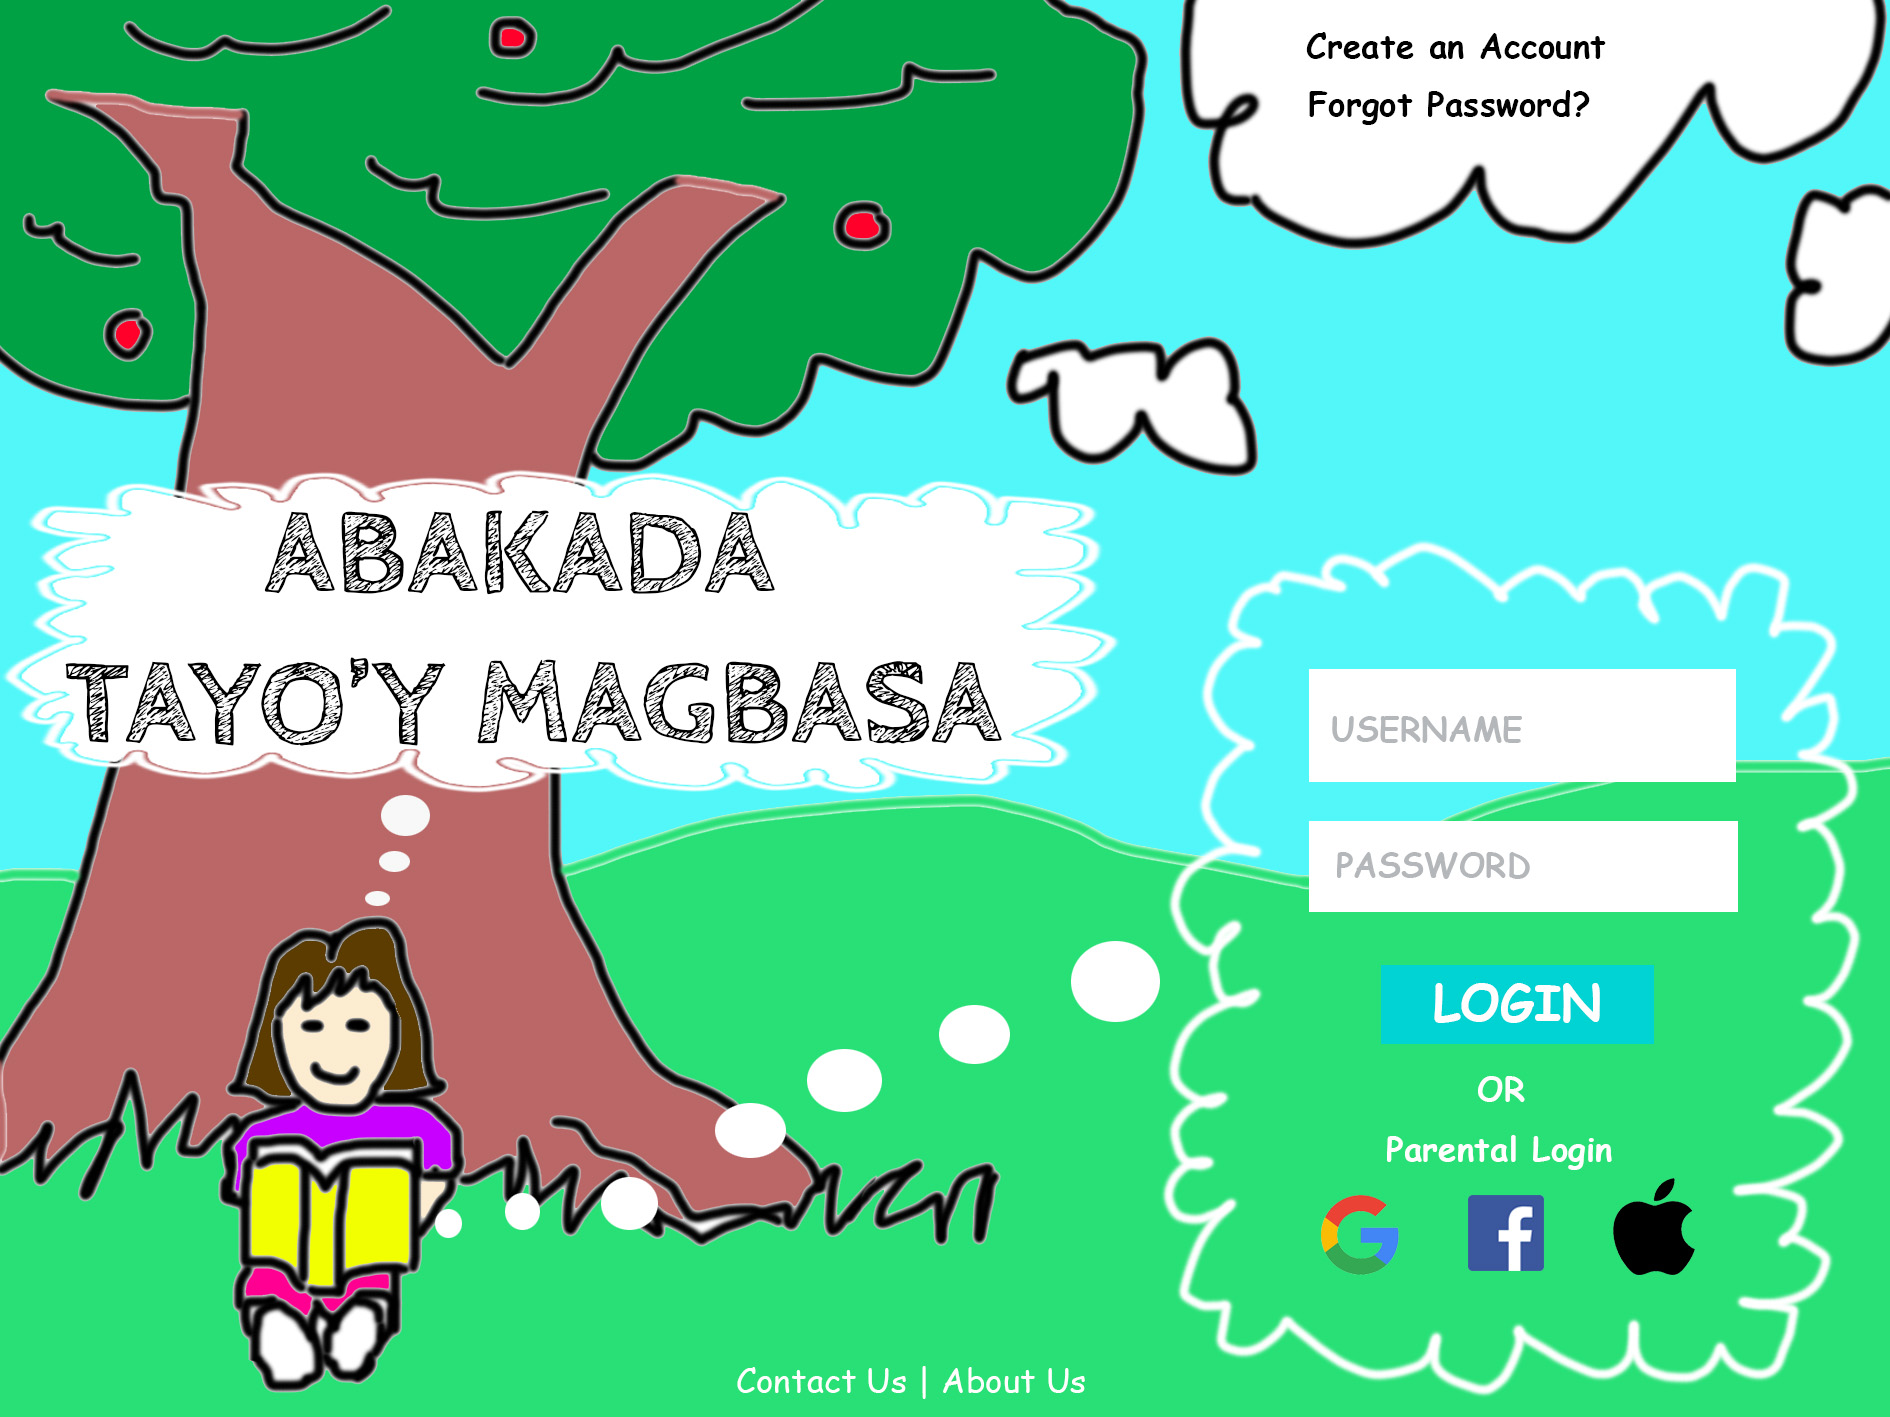 Create an Account
Forgot Password?
ABAKADA
TAYO'Y MAGBASA
USERNAME
PASSWORD
LOGIN
OR
Parental Login
Contact Us | About Us